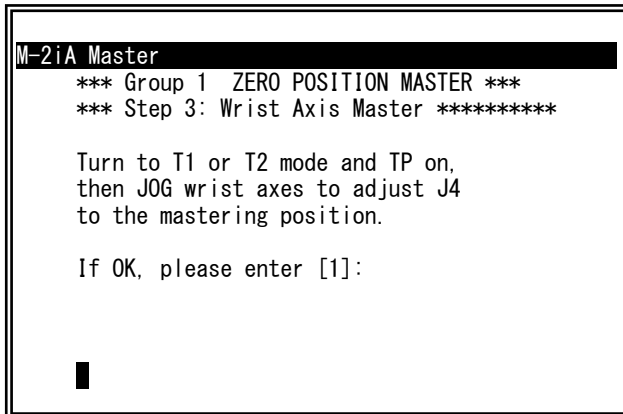 M-2iA Master
*** Group 1  ZERO POSITION MASTER ***
*** Step 3: Wrist Axis Master **********
Turn to T1 or T2 mode and TP on,
then JOG wrist axes to adjust J4
to the mastering position.
If OK, please enter [1]: